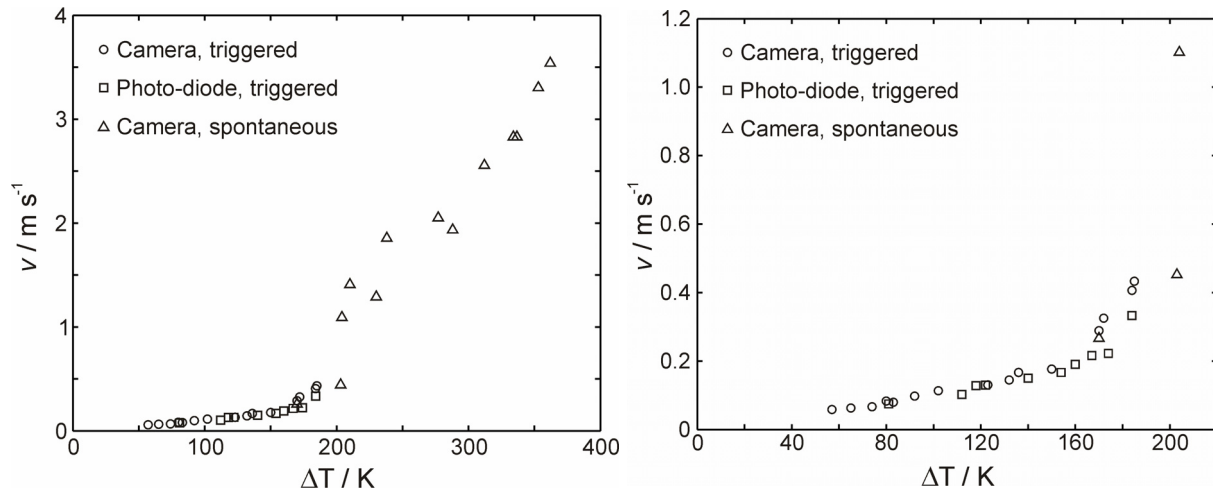 4
3
2
1
0
v / m s⁻¹
Camera, triggered
Photo-diode, triggered
Camera, spontaneous
0 100 200 300 400
ΔT / K
1.2
1.0
0.8
0.6
0.4
0.2
0
v / m s⁻¹
Camera, triggered
Photo-diode, triggered
Camera, spontaneous
0 40 80 120 160 200
ΔT / K